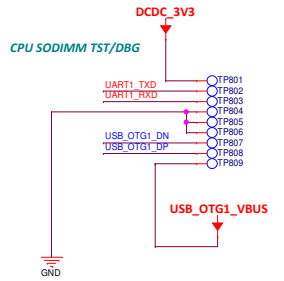 DCDC_3V3
CPU SODIMM TST/DBG
TP801
UART1_TXD TP802
UART1_RXD TP803
TP804
TP805
TP806
USB_OTG1_DN TP807
USB_OTG1_DP TP808
TP809
USB_OTG1_VBUS
GND